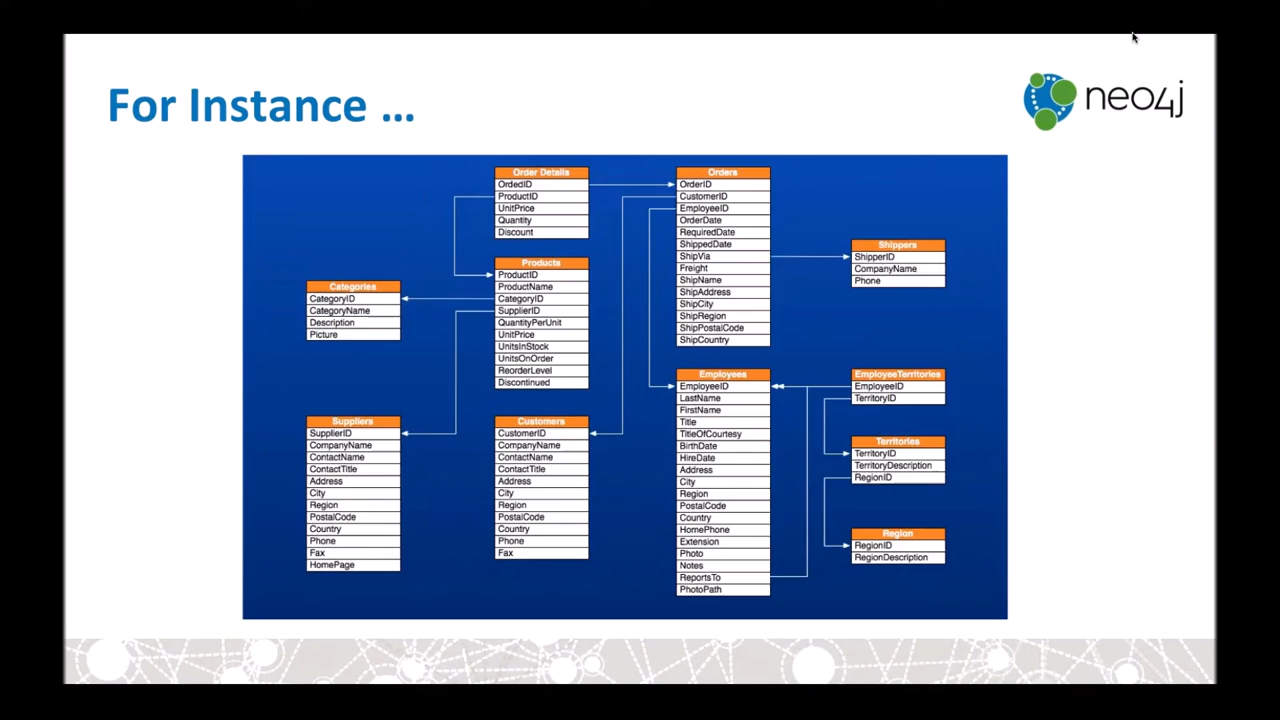 For Instance ...
neo4j
Order Details
OrdedID
ProductID
UnitPrice
Quantity
Discount
Orders
OrderID
CustomerID
EmployeeID
OrderDate
RequiredDate
ShippedDate
ShipVia
Freight
ShipName
ShipAddress
ShipCity
ShipRegion
ShipPostalCode
ShipCountry
Shippers
ShipperID
CompanyName
Phone
Products
ProductID
ProductName
CategoryID
SupplierID
QuantityPerUnit
UnitPrice
UnitsInStock
UnitsOnOrder
ReorderLevel
Discontinued
Categories
CategoryID
CategoryName
Description
Picture
Suppliers
SupplierID
CompanyName
ContactName
ContactTitle
Address
City
Region
PostalCode
Country
Phone
Fax
HomePage
Customers
CustomerID
CompanyName
ContactName
ContactTitle
Address
City
Region
PostalCode
Country
Phone
Fax
Employees
EmployeeID
LastName
FirstName
Title
TitleOfCourtesy
BirthDate
HireDate
Address
City
Region
PostalCode
Country
HomePhone
Extension
Photo
Notes
ReportsTo
PhotoPath
EmployeeTerritories
EmployeeID
TerritoryID
Territories
TerritoryID
TerritoryDescription
RegionID
Region
RegionID
RegionDescription